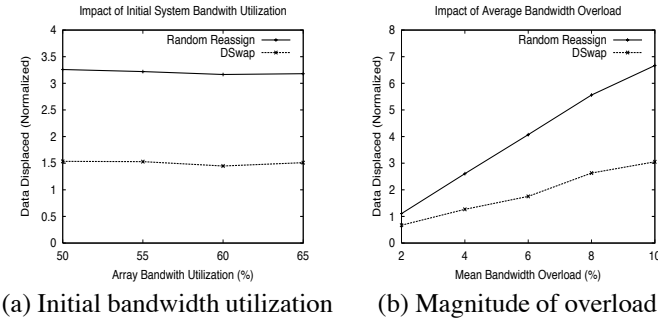 Impact of Initial System Bandwith Utilization
Data Displaced (Normalized)
4
3.5
3
2.5
2
1.5
1
0.5
0
Random Reassign
DSwap
50 55 60 65
Array Bandwith Utilization (%)
(a) Initial bandwidth utilization
Impact of Average Bandwidth Overload
Data Displaced (Normalized)
8
7
6
5
4
3
2
1
0
Random Reassign
DSwap
2 4 6 8 10
Mean Bandwidth Overload (%)
(b) Magnitude of overload